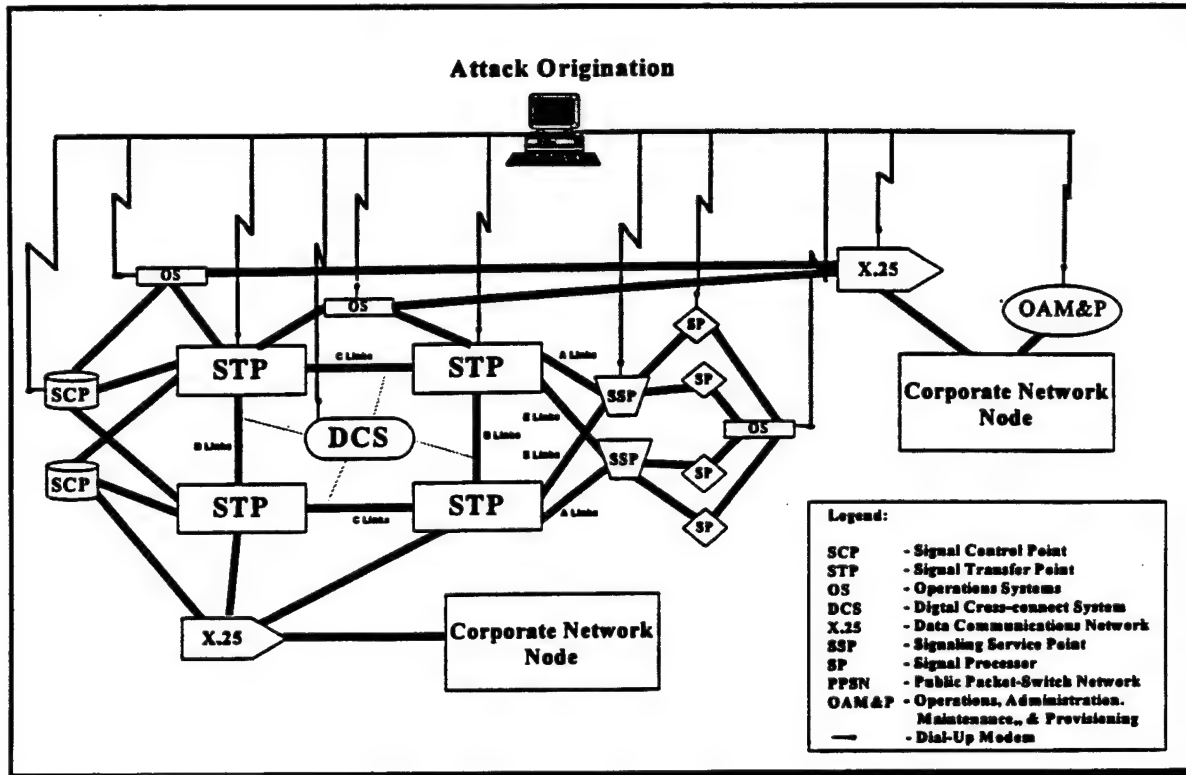 Attack Origination
OS
X.25
OS
SP
OAM&P
STP
C Links
STP
A Links
SCP
SSP
SP
Corporate Network
Node
E Links
B Links
DCS
B Links
OS
E Links
SSP
SP
SCP
STP
C Links
STP
A Links
SP
X.25
Corporate Network
Node
Legend:
SCP - Signal Control Point
STP - Signal Transfer Point
OS - Operations Systems
DCS - Digtal Cross-connect System
X.25 - Data Communications Network
SSP - Signaling Service Point
SP - Signal Processor
PPSN - Public Packet-Switch Network
OAM&P - Operations, Administration.
Maintenance,, & Provisioning
- Dial-Up Modem